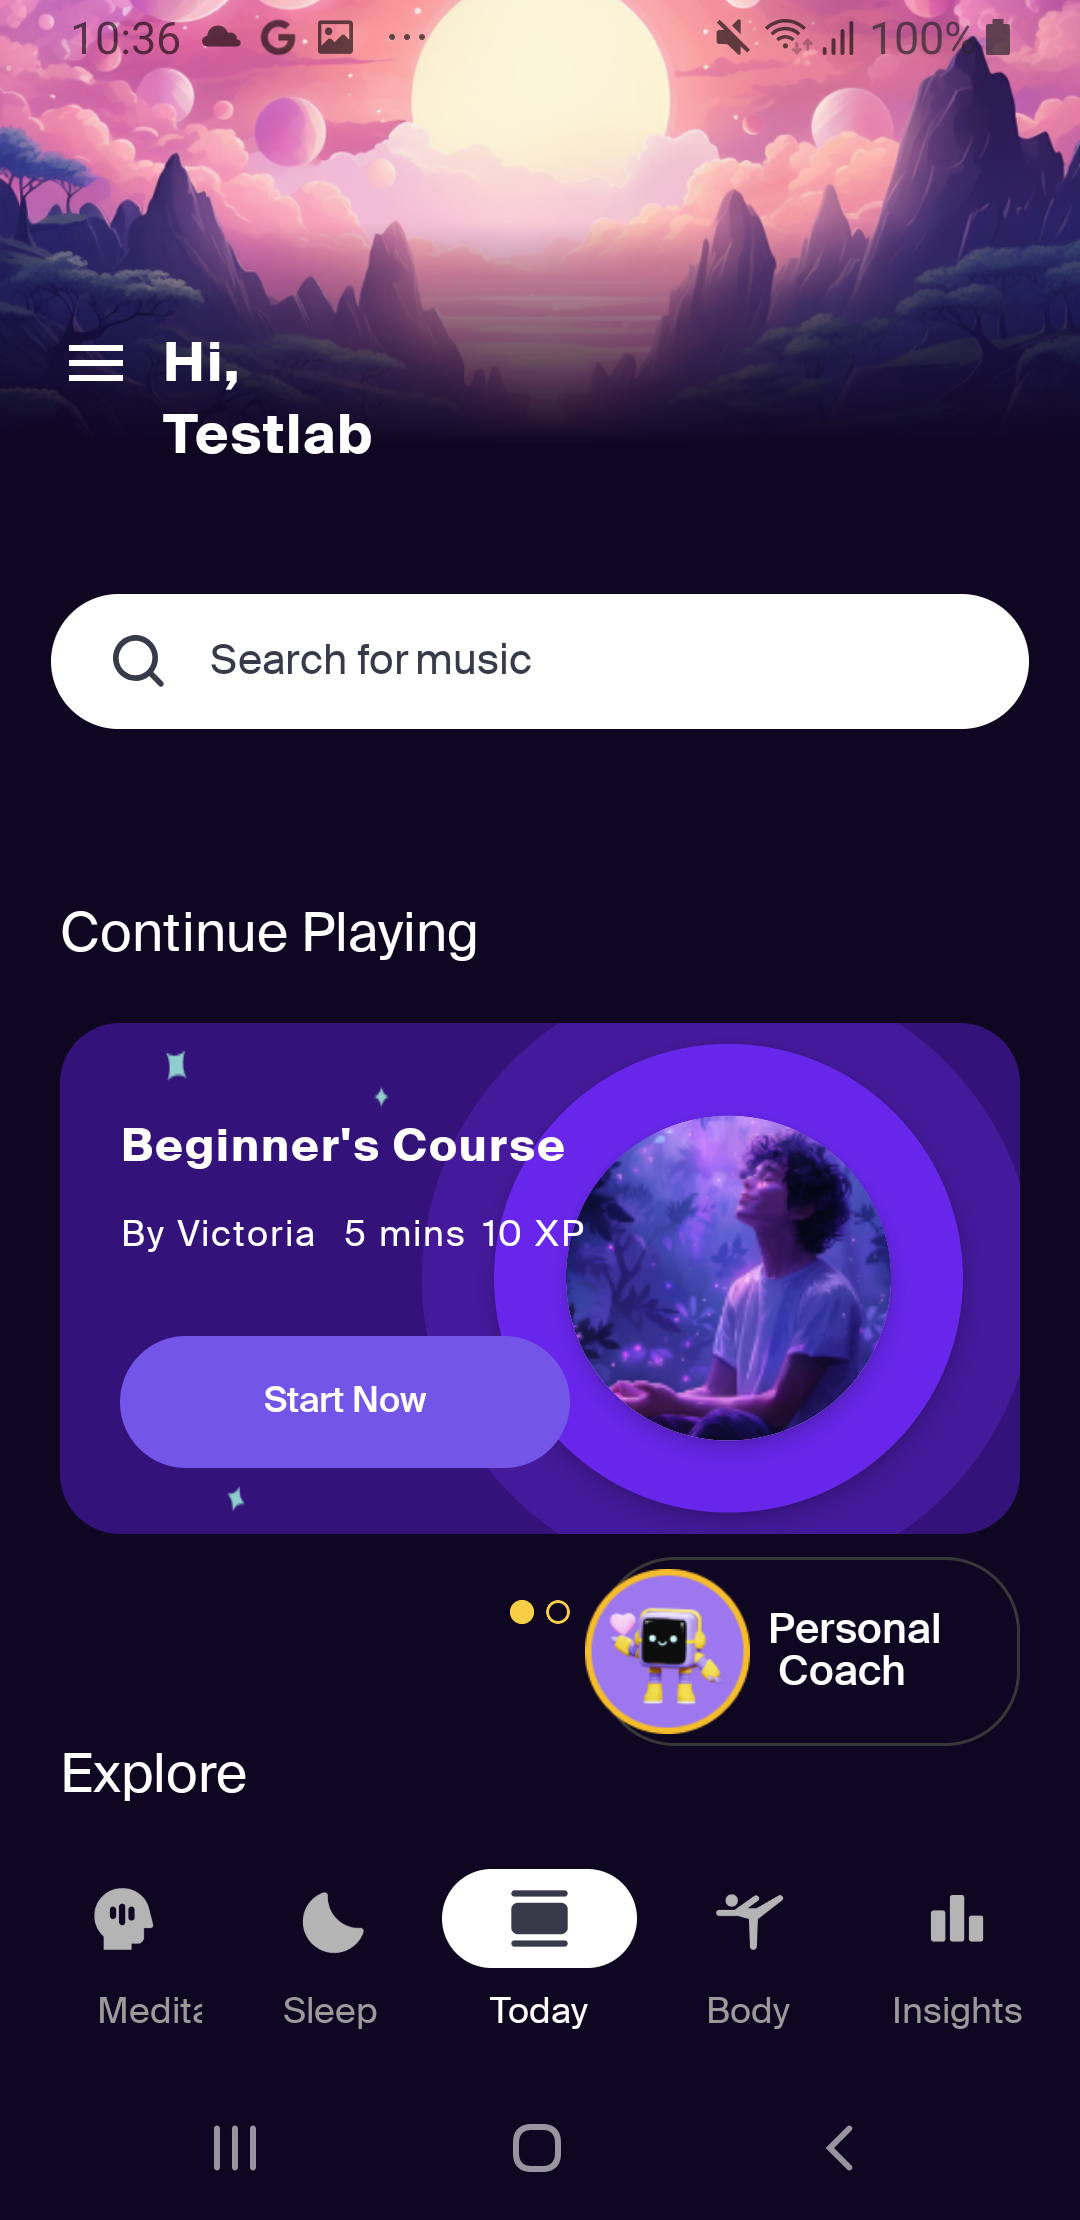 10:36
100%
Hi,
Testlab
Search for music
Continue Playing
Beginner's Course
By Victoria 5 mins 10 XP
Start Now
Personal
Coach
Explore
Medita
Sleep
Today
Body
Insights